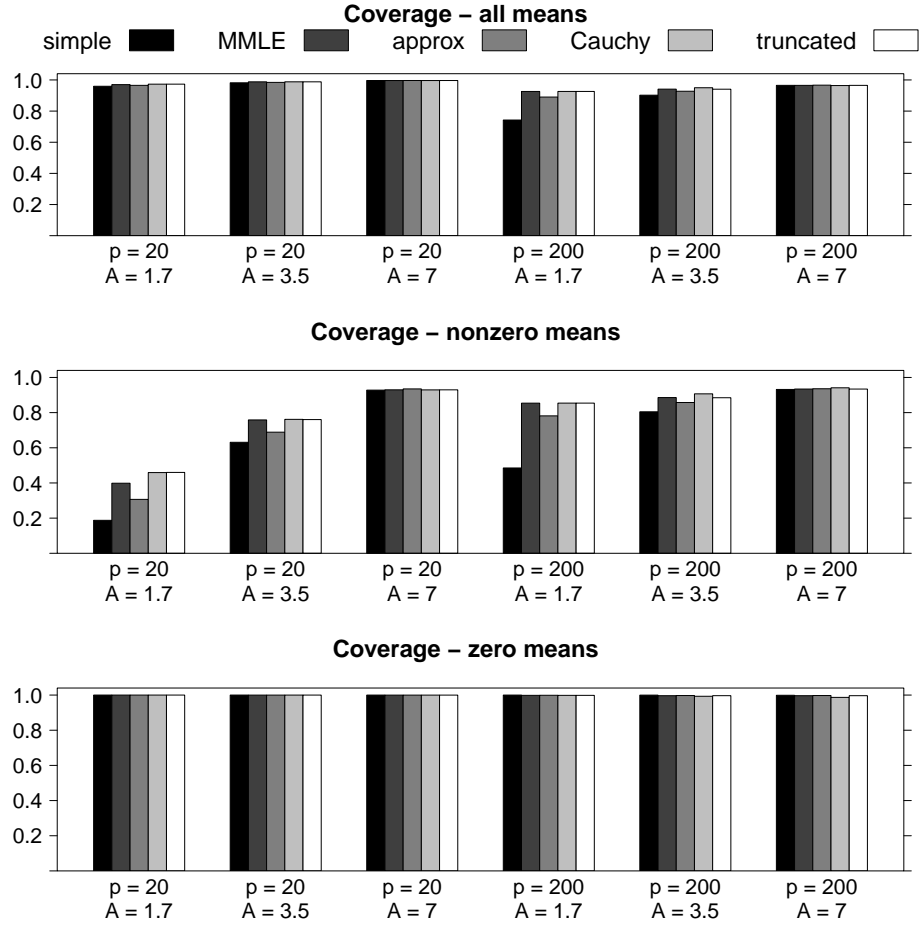 Coverage – all means
simple MMLE approx Cauchy truncated
1.0
0.8
0.6
0.4
0.2
p = 20 p = 20 p = 20 p = 200 p = 200 p = 200
A = 1.7 A = 3.5 A = 7 A = 1.7 A = 3.5 A = 7
Coverage – nonzero means
1.0
0.8
0.6
0.4
0.2
p = 20 p = 20 p = 20 p = 200 p = 200 p = 200
A = 1.7 A = 3.5 A = 7 A = 1.7 A = 3.5 A = 7
Coverage – zero means
1.0
0.8
0.6
0.4
0.2
p = 20 p = 20 p = 20 p = 200 p = 200 p = 200
A = 1.7 A = 3.5 A = 7 A = 1.7 A = 3.5 A = 7